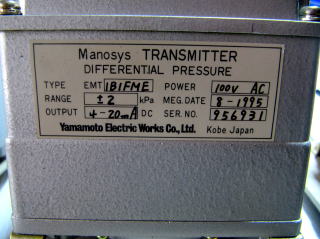 Manosys TRANSMITTER
DIFFERENTIAL PRESSURE
TYPE EMT 1B1FME POWER 100V AC
RANGE ±2 kPa MEG. DATE 8-1995
OUTPUT 4-20mA DC SER. NO. 956931
Yamamoto Electric Works Co., Ltd. Kobe Japan